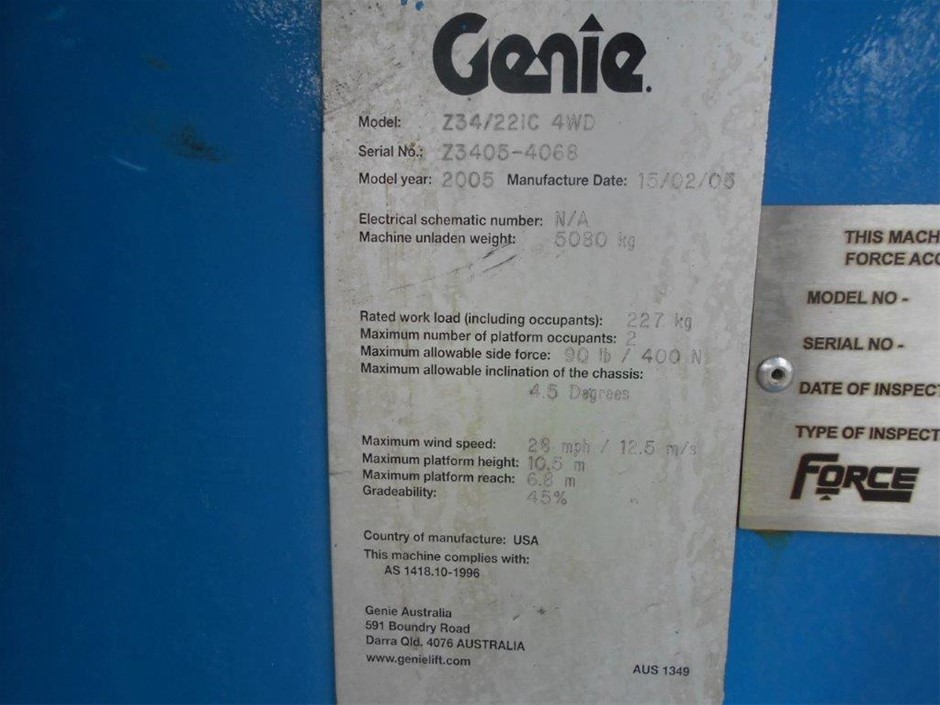 Genie.
Model: Z34/22IC 4WD
Serial No.: Z3405-4068
Model year: 2005 Manufacture Date: 15/02/05
Electrical schematic number: N/A
Machine unladen weight: 5080 kg
Rated work load (including occupants): 227 kg
Maximum number of platform occupants: 2
Maximum allowable side force: 90 lb / 400 N
Maximum allowable inclination of the chassis:
4.5 Degrees
Maximum wind speed: 28 mph / 12.5 m/s
Maximum platform height: 10.5 m
Maximum platform reach: 6.8 m
Gradeability: 45%
Country of manufacture: USA
This machine complies with:
AS 1418.10-1996
Genie Australia
591 Boundry Road
Darra Qld. 4076 AUSTRALIA
www.genielift.com
AUS 1349
THIS MACH
FORCE ACC
MODEL NO -
SERIAL NO -
DATE OF INSPECT
TYPE OF INSPECT
FORCE